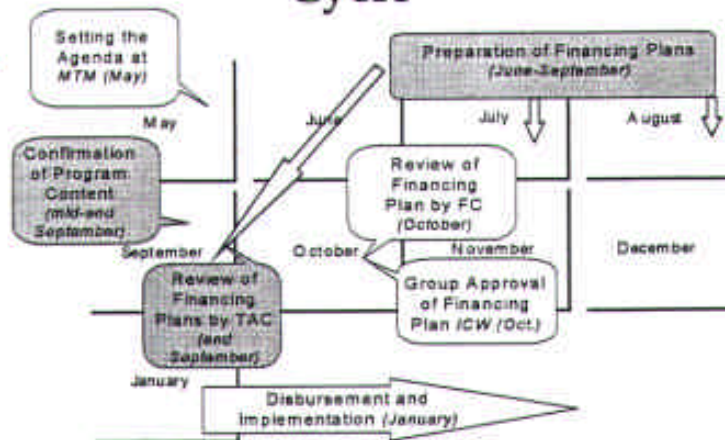 Cycle
Setting the
Agenda at
MTM (May)
Preparation of Financing Plans
(June-September)
May
June
July
August
Confirmation
of Program
Content
(mid-end
September)
Review of
Financing
Plan by FC
(October)
September
October
November
December
Review of
Financing
Plans by TAC
(end
September)
Group Approval
of Financing
Plan ICW (Oct.)
January
Disbursement and
Implementation (January)